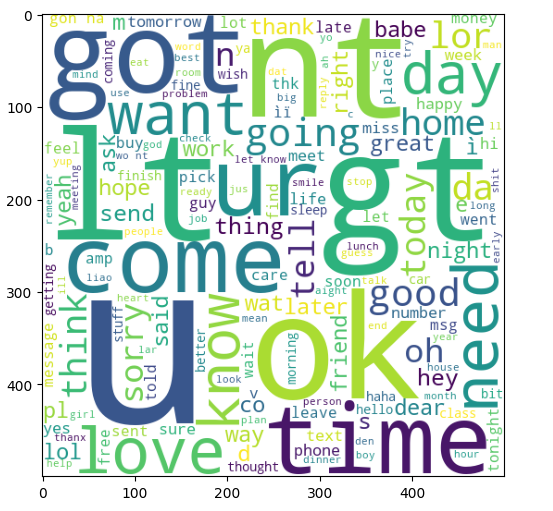 0
100
200
300
400
0 100 200 300 400
gon na m tomorrow lot thank late babe money
got nt lor
coming n ya word eat best yo ah y nice try man week
mind room dat reply right place day
use fine wish thk
problem big ìï c happy
want going miss home li
feel ask buy god check work great ì hi
yup wo nt let know meet
lt ur gt
remember yeah meeting finish pick ready jus smile stop da e long shit
hope guy life sleep find let went
send job thing today early
people tell lunch guess night
b amp come care soon talk car
getting liao
ill heart wat later good need
message think stuff sorry said u know ok number msg
lar better mean end year
told look wait morning friend oh house
girl v haha hey month bit
pl co plan person hello dear class
yes thanx free sent sure way leave s
lol love d text time den tonight
help thought phone dinner boy hour